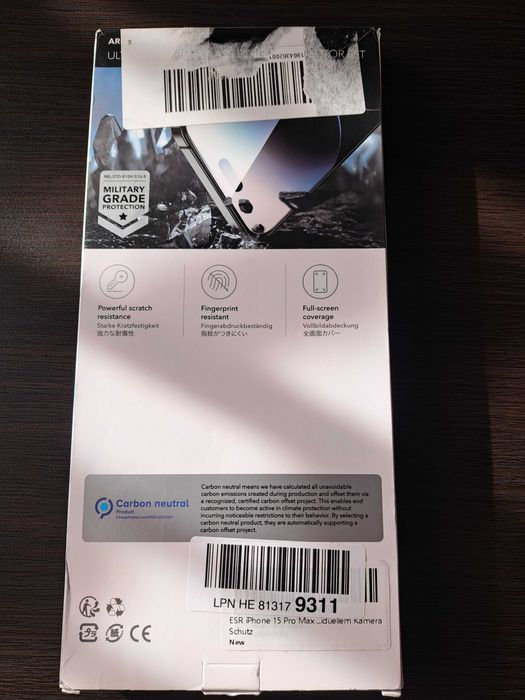 AR
UL
MIL-STD-810H 516.8
MILITARY
GRADE
PROTECTION
Powerful scratch
resistance
Starke Kratzfestigkeit
強力な耐傷性
Fingerprint
resistant
Fingerabdruckbeständig
指紋がつきにくい
Full-screen
coverage
Vollbildabdeckung
全画面カバー
Carbon neutral
Product
Carbon neutral means we have calculated all unavoidable
carbon emissions created during production and offset them via
a recognized, certified carbon offset project. This enables end
customers to become active in climate protection without
incurring noticeable restrictions to their behavior. By selecting a
carbon neutral product, they are automatically supporting a
carbon offset project.
LPN HE 81317 9311
ESR iPhone 15 Pro Max ...iduellem Kamera
Schutz
New
CE